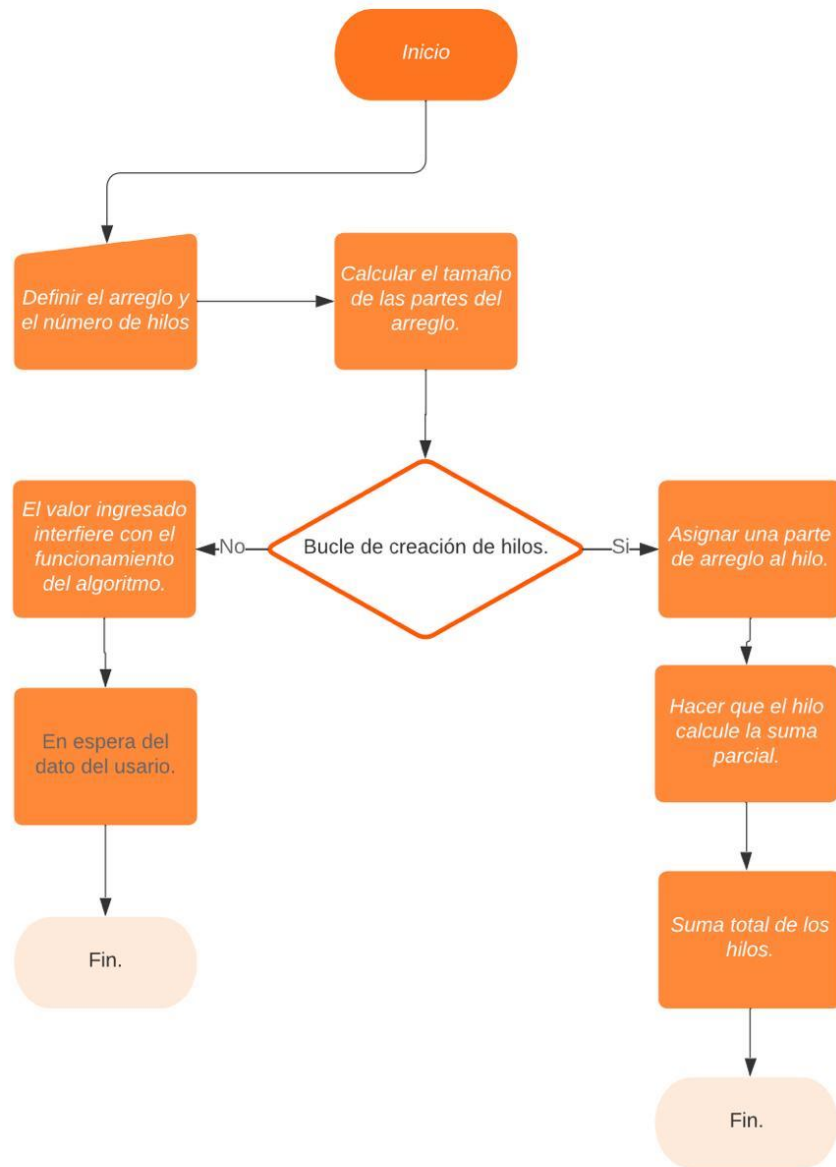 Inicio
Definir el arreglo y
el número de hilos
Calcular el tamaño
de las partes del
arreglo.
Bucle de creación de hilos.
No
El valor ingresado
interfiere con el
funcionamiento
del algoritmo.
En espera del
dato del usario.
Fin.
Si
Asignar una parte
de arreglo al hilo.
Hacer que el hilo
calcule la suma
parcial.
Suma total de los
hilos.
Fin.